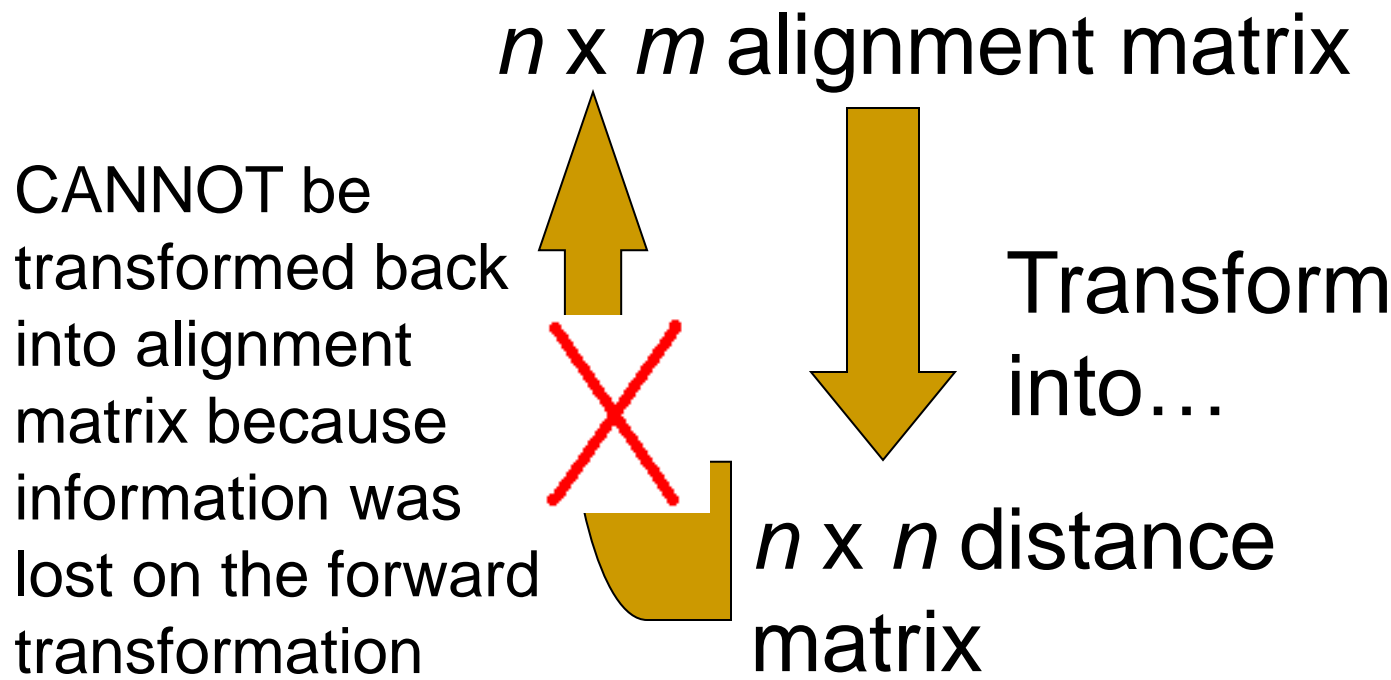 n x m alignment matrix
CANNOT be
transformed back
into alignment
matrix because
information was
lost on the forward
transformation
Transform
into…
n x n distance
matrix